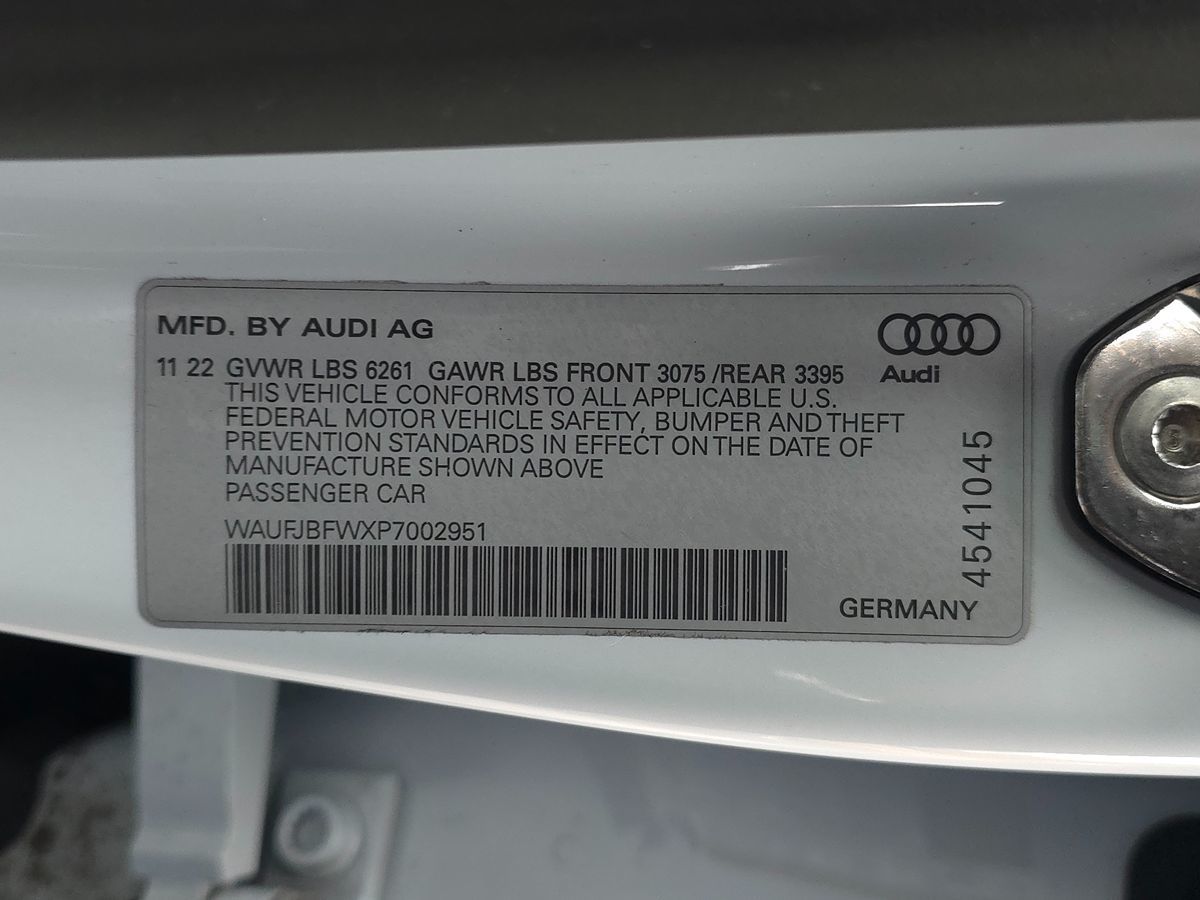 MFD. BY AUDI AG
Audi
11 22 GVWR LBS 6261 GAWR LBS FRONT 3075 /REAR 3395
THIS VEHICLE CONFORMS TO ALL APPLICABLE U.S.
FEDERAL MOTOR VEHICLE SAFETY, BUMPER AND THEFT
PREVENTION STANDARDS IN EFFECT ON THE DATE OF
MANUFACTURE SHOWN ABOVE
PASSENGER CAR
WAUFJBFWXP7002951
4541045
GERMANY